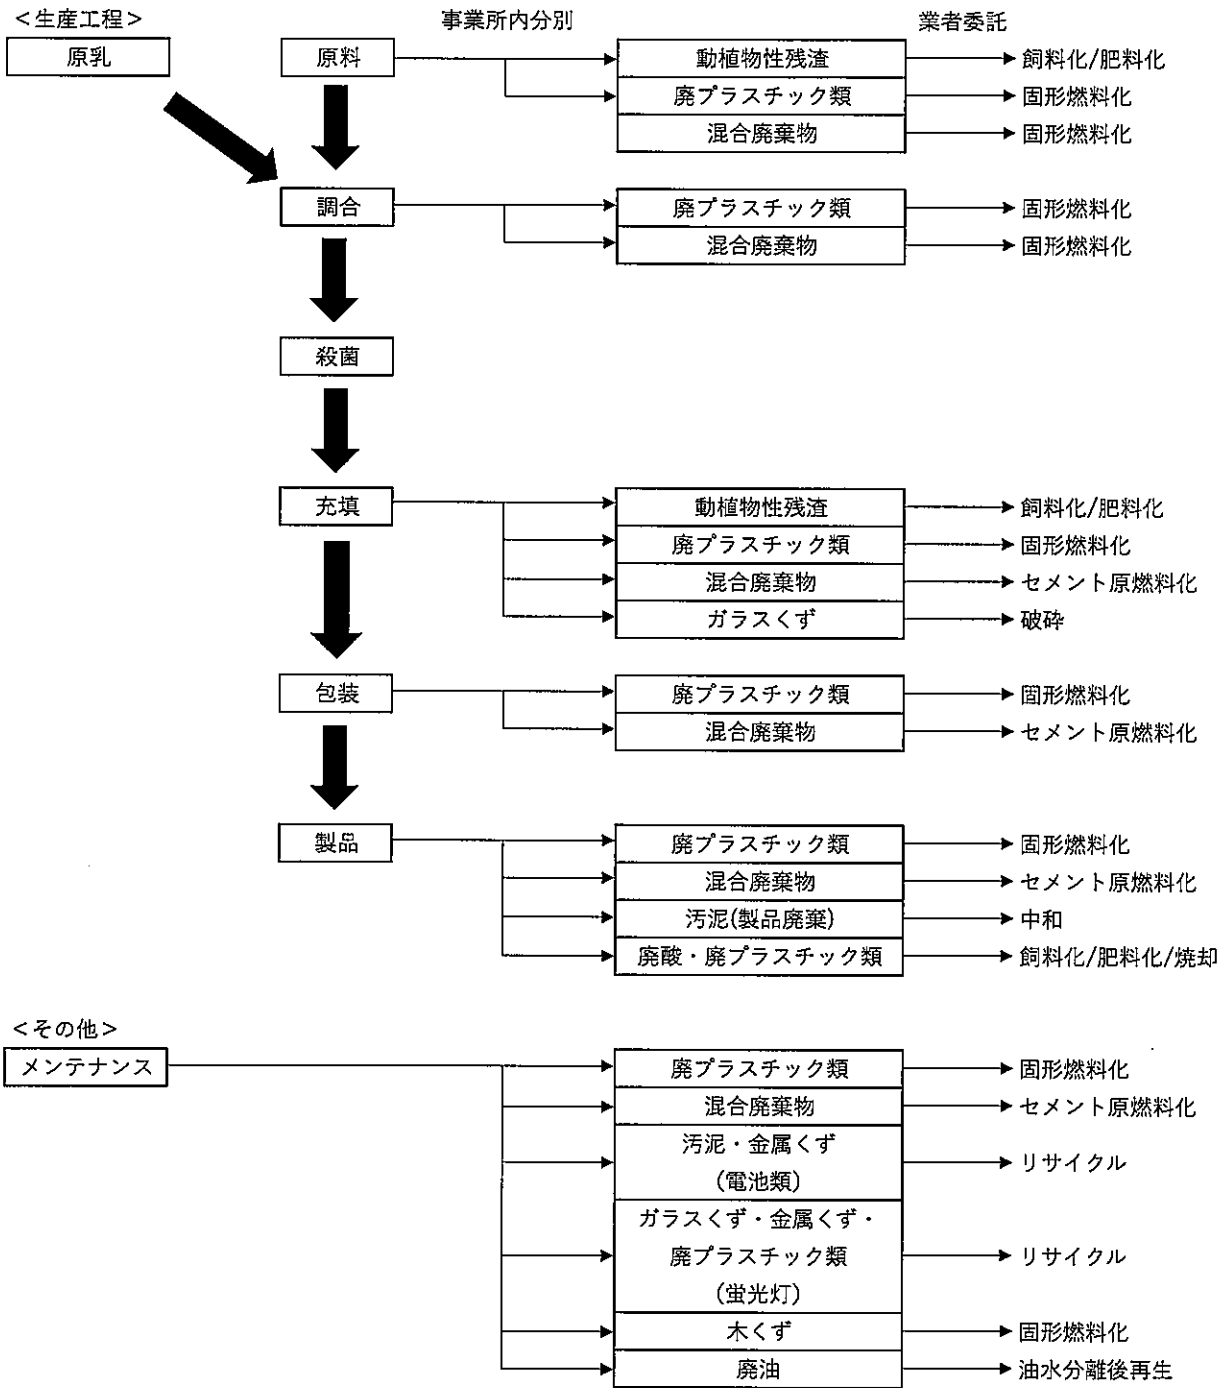 <生産工程>
事業所内分別
業者委託
原乳
原料
動植物性残渣
飼料化/肥料化
廃プラスチック類
固形燃料化
混合廃棄物
固形燃料化
調合
廃プラスチック類
固形燃料化
混合廃棄物
固形燃料化
殺菌
充填
動植物性残渣
飼料化/肥料化
廃プラスチック類
固形燃料化
混合廃棄物
セメント原燃料化
ガラスくず
破砕
包装
廃プラスチック類
固形燃料化
混合廃棄物
セメント原燃料化
製品
廃プラスチック類
固形燃料化
混合廃棄物
セメント原燃料化
汚泥(製品廃棄)
中和
廃酸・廃プラスチック類
飼料化/肥料化/焼却
<その他>
メンテナンス
廃プラスチック類
固形燃料化
混合廃棄物
セメント原燃料化
汚泥・金属くず
(電池類)
リサイクル
ガラスくず・金属くず・
廃プラスチック類
(蛍光灯)
リサイクル
木くず
固形燃料化
廃油
油水分離後再生